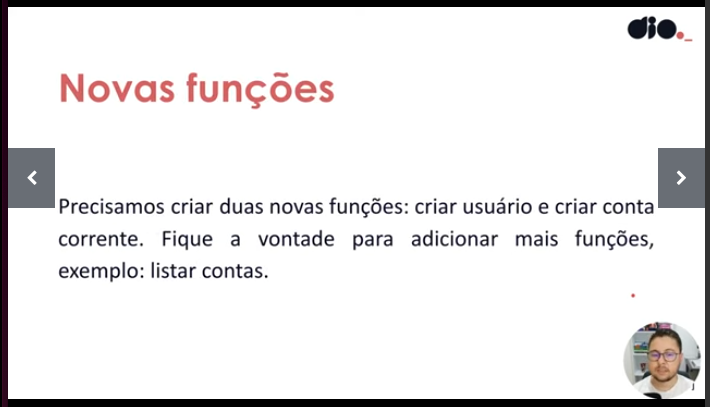 dio._
Novas funções
Precisamos criar duas novas funções: criar usuário e criar conta
corrente. Fique a vontade para adicionar mais funções,
exemplo: listar contas.